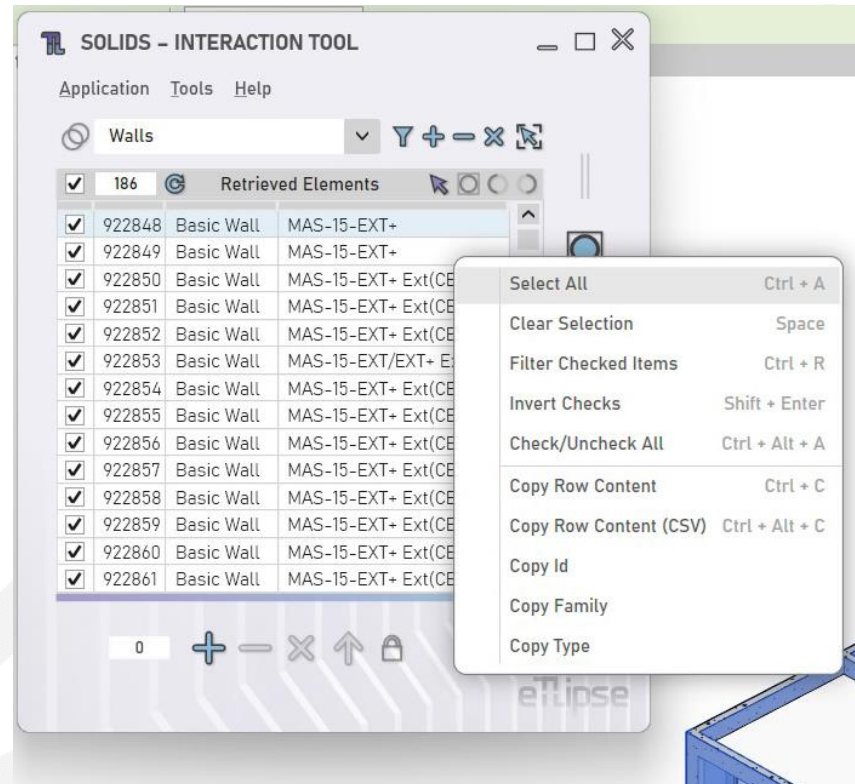 SOLIDS – INTERACTION TOOL
Application Tools Help
Walls
186 Retrieved Elements
922848 Basic Wall MAS-15-EXT+
922849 Basic Wall MAS-15-EXT+
922850 Basic Wall MAS-15-EXT+ Ext(CE
922851 Basic Wall MAS-15-EXT+ Ext(CE
922852 Basic Wall MAS-15-EXT+ Ext(CE
922853 Basic Wall MAS-15-EXT/EXT+ E
922854 Basic Wall MAS-15-EXT+ Ext(CE
922855 Basic Wall MAS-15-EXT+ Ext(CE
922856 Basic Wall MAS-15-EXT+ Ext(CE
922857 Basic Wall MAS-15-EXT+ Ext(CE
922858 Basic Wall MAS-15-EXT+ Ext(CE
922859 Basic Wall MAS-15-EXT+ Ext(CE
922860 Basic Wall MAS-15-EXT+ Ext(CE
922861 Basic Wall MAS-15-EXT+ Ext(CE
Select All Ctrl + A
Clear Selection Space
Filter Checked Items Ctrl + R
Invert Checks Shift + Enter
Check/Uncheck All Ctrl + Alt + A
Copy Row Content Ctrl + C
Copy Row Content (CSV) Ctrl + Alt + C
Copy Id
Copy Family
Copy Type
0
eTLipse